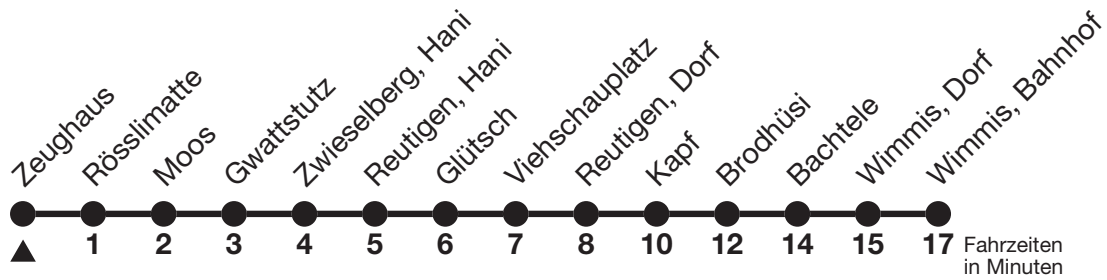 Zeughaus
Rösslimatte
Moos
Gwattstutz
Zwieselberg, Hani
Reutigen, Hani
Glütsch
Viehschauplatz
Reutigen, Dorf
Kapf
Brodhüsi
Bachtele
Wimmis, Dorf
Wimmis, Bahnhof
1 2 3 4 5 6 7 8 10 12 14 15 17 Fahrzeiten
in Minuten